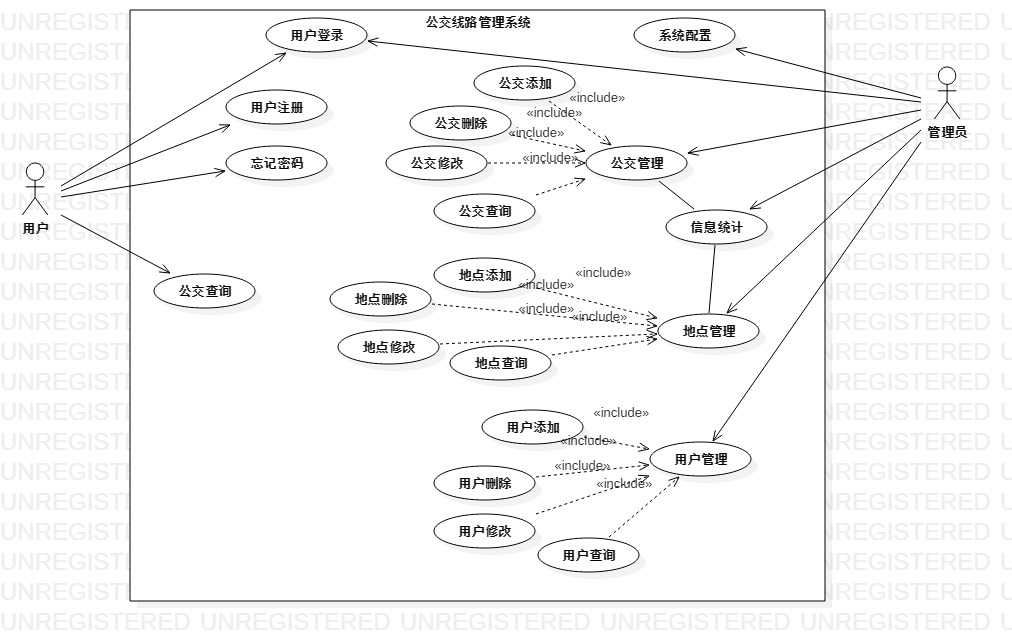 公交线路管理系统
用户登录
系统配置
公交添加
«include»
用户注册
«include»
公交删除
«include»
管理员
忘记密码
公交修改
«include»
公交管理
用户
公交查询
信息统计
公交查询
地点添加
«include»
«include»
地点删除
«include»
«include»
地点管理
地点修改
地点查询
用户添加
«include»
«include»
用户管理
«include»
用户删除
«include»
用户修改
用户查询
UNREGISTERED UNREGISTERED UNREGISTERED UNREGISTERED UNREGISTERED U